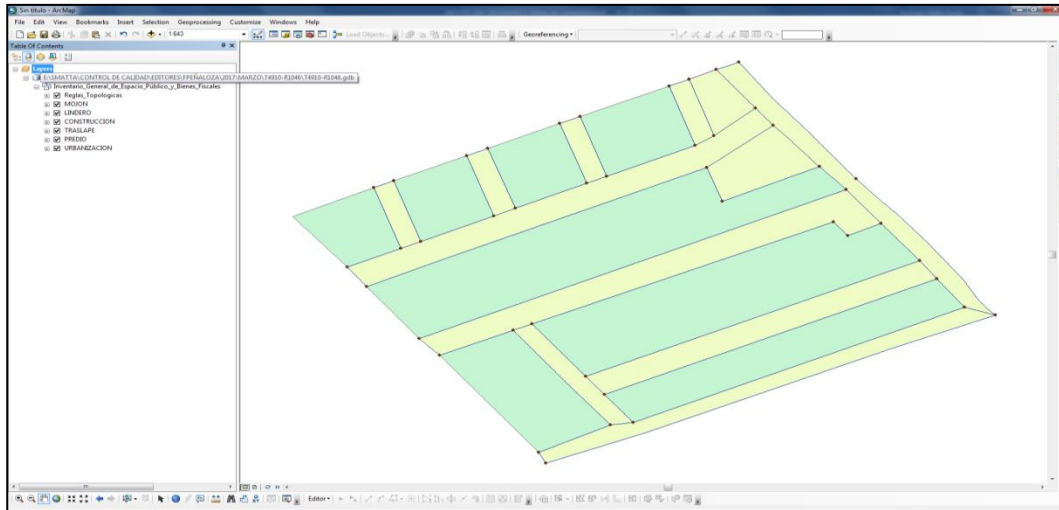 Sin título - ArcMap
File Edit View Bookmarks Insert Selection Geoprocessing Customize Windows Help
1:643
Load Objects...
Georeferencing
Table Of Contents
Layers
E:\SMATTA\CONTROL DE CALIDAD\EDITORES\PPEÑALOZA\2017\MARZO\T4910-R1046\T4910-R1046.gdb
Inventario_General_de_Espacio_Público_y_Bienes_Fiscales
Reglas_Topologicas
MOJON
LINDERO
CONSTRUCCION
TRASLAPE
PREDIO
URBANIZACION
Editor